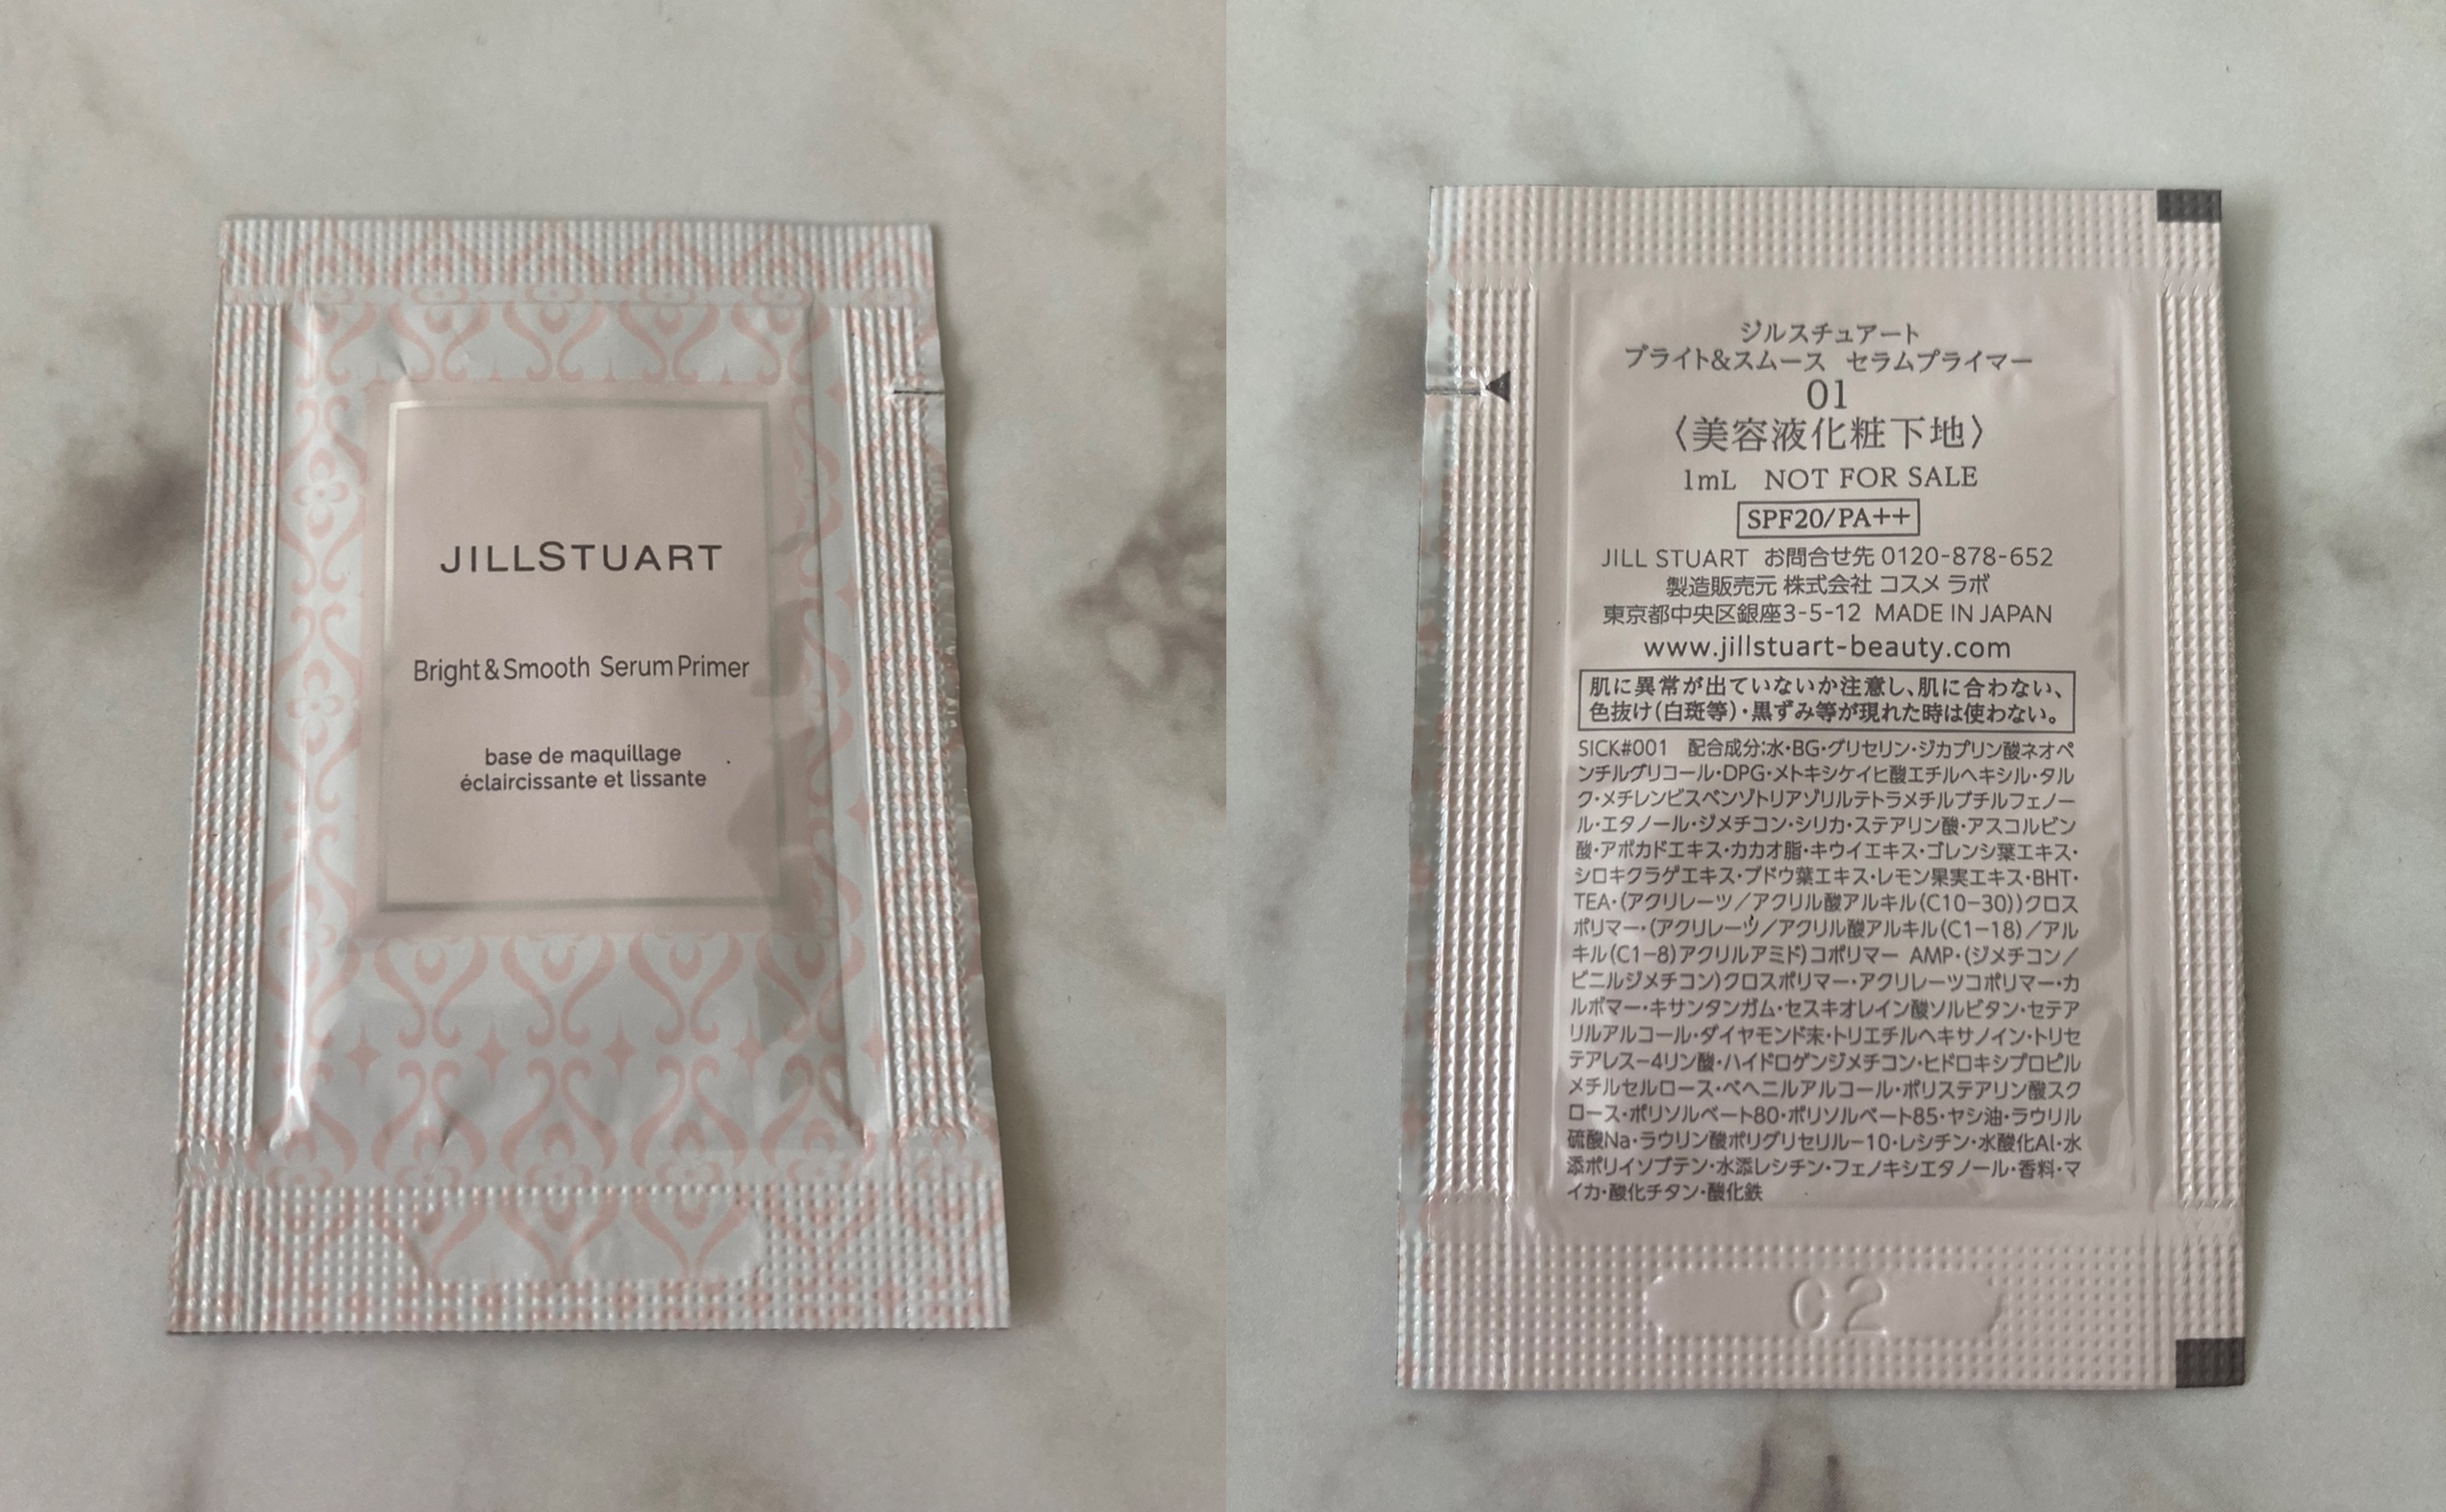 JILLSTUART
Bright & Smooth Serum Primer
base de maquillage
éclaircissante et lissante
ジルスチュアート
ブライト&スムース セラムプライマー
01
〈美容液化粧下地〉
1mL NOT FOR SALE
SPF20/PA++
JILL STUART お問合せ先 0120-878-652
製造販売元 株式会社 コスメ ラボ
東京都中央区銀座3-5-12 MADE IN JAPAN
www.jillstuart-beauty.com
肌に異常が出ていないか注意し、肌に合わない、
色抜け(白斑等)・黒ずみ等が現れた時は使わない。
SICK#001 配合成分:水・BG・グリセリン・ジカプリン酸ネオペ
ンチルグリコール・DPG・メトキシケイヒ酸エチルヘキシル・タル
ク・メチレンビスベンゾトリアゾリルテトラメチルブチルフェノー
ル・エタノール・ジメチコン・シリカ・ステアリン酸・アスコルビン
酸・アボカドエキス・カカオ脂・キウイエキス・ゴレンシ葉エキス・
シロキクラゲエキス・ブドウ葉エキス・レモン果実エキス・BHT・
TEA・(アクリレーツ/アクリル酸アルキル(C10-30))クロス
ポリマー・(アクリレーツ/アクリル酸アルキル(C1-18)/アル
キル(C1-8)アクリルアミド)コポリマー AMP・(ジメチコン/
ビニルジメチコン)クロスポリマー・アクリレーツコポリマー・カ
ルボマー・キサンタンガム・セスキオレイン酸ソルビタン・セテア
リルアルコール・ダイヤモンド末・トリエチルヘキサノイン・トリセ
テアレス-4リン酸・ハイドロゲンジメチコン・ヒドロキシプロピル
メチルセルロース・ベヘニルアルコール・ポリステアリン酸スク
ロース・ポリソルベート80・ポリソルベート85・ヤシ油・ラウリル
硫酸Na・ラウリン酸ポリグリセリル-10・レシチン・水酸化Al・水
添ポリイソブテン・水添レシチン・フェノキシエタノール・香料・マ
イカ・酸化チタン・酸化鉄
C2